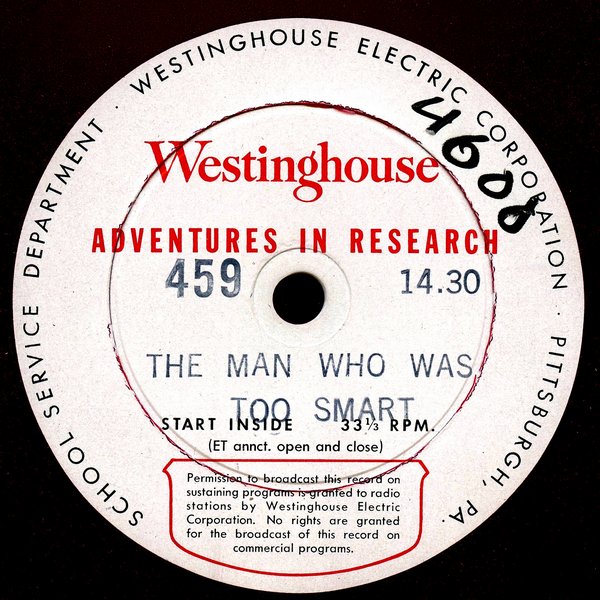 SCHOOL SERVICE DEPARTMENT WESTINGHOUSE ELECTRIC CORPORATION · PITTSBURGH, PA.
4608
Westinghouse
ADVENTURES IN RESEARCH
459 14.30
THE MAN WHO WAS
TOO SMART
START INSIDE 33⅓ RPM.
(ET annct. open and close)
Permission to broadcast this record on
sustaining programs is granted to radio
stations by Westinghouse Electric
Corporation. No rights are granted
for the broadcast of this record on
commercial programs.